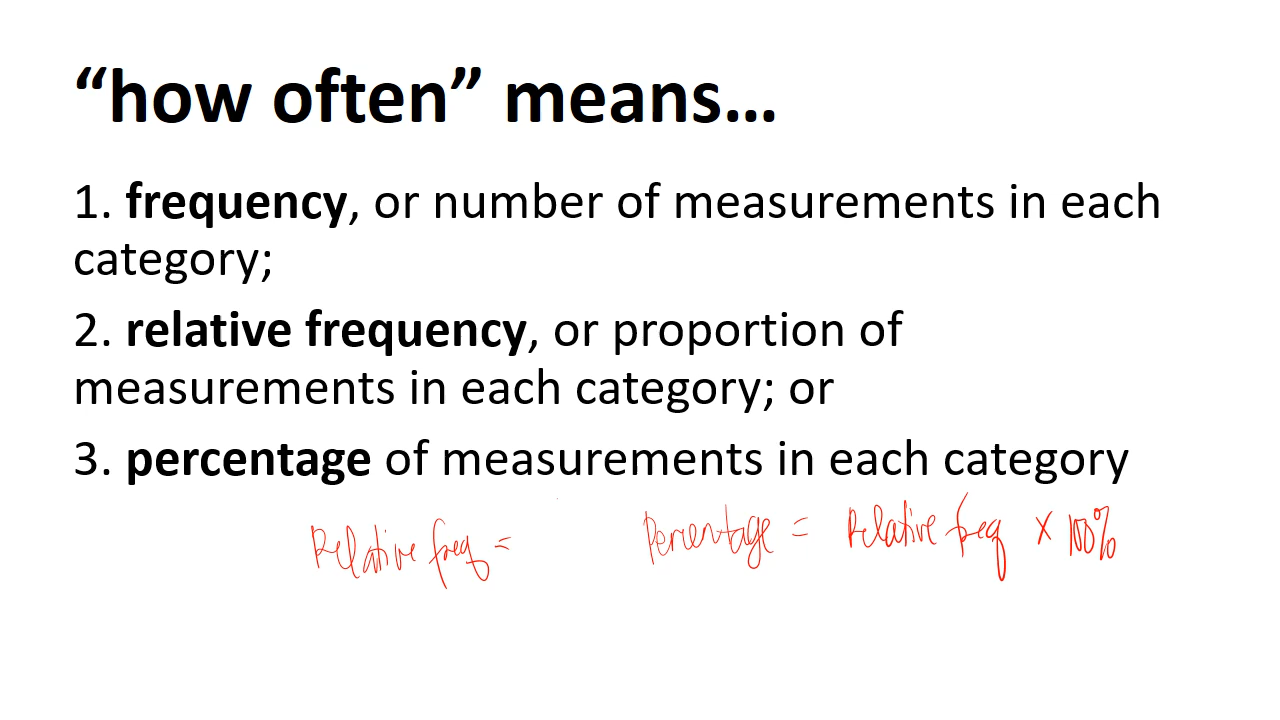 “how often” means...
1. frequency, or number of measurements in each
category;
2. relative frequency, or proportion of
measurements in each category; or
3. percentage of measurements in each category
Relative freq =
Percentage = Relative freq × 100%